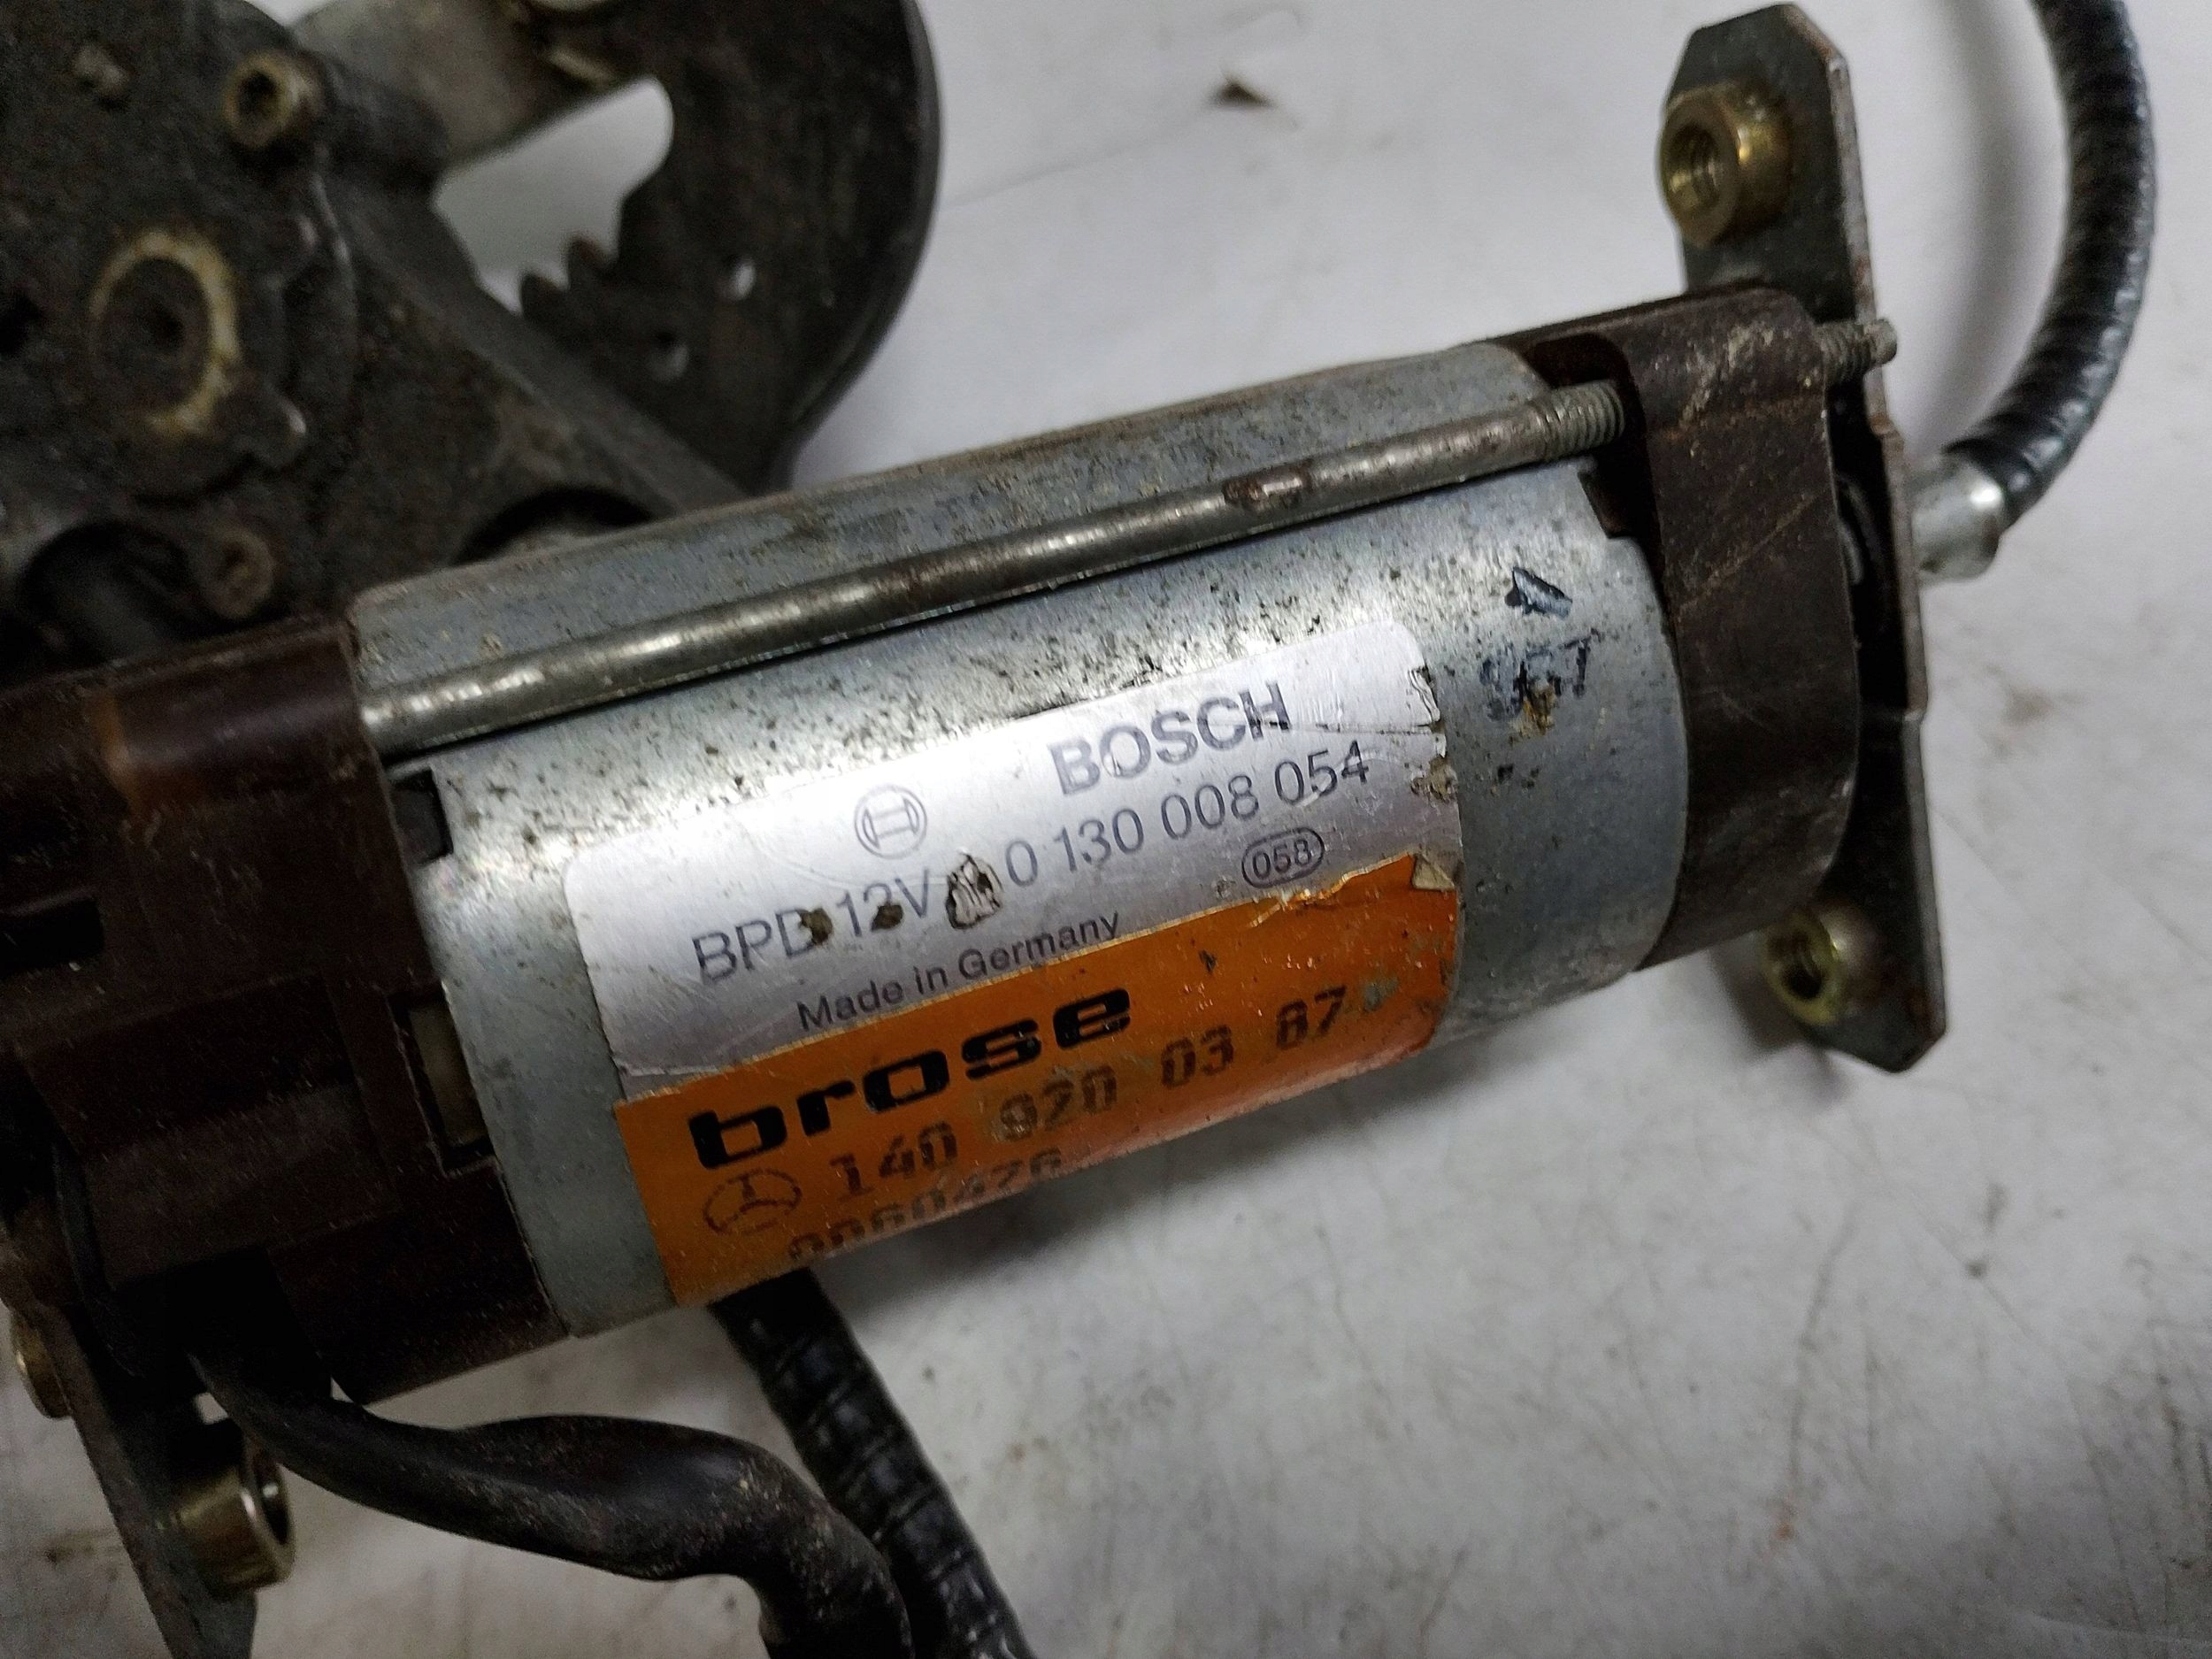 BOSCH
BPD 12V 0 130 008 054
058
Made in Germany
brose
140 920 03 87